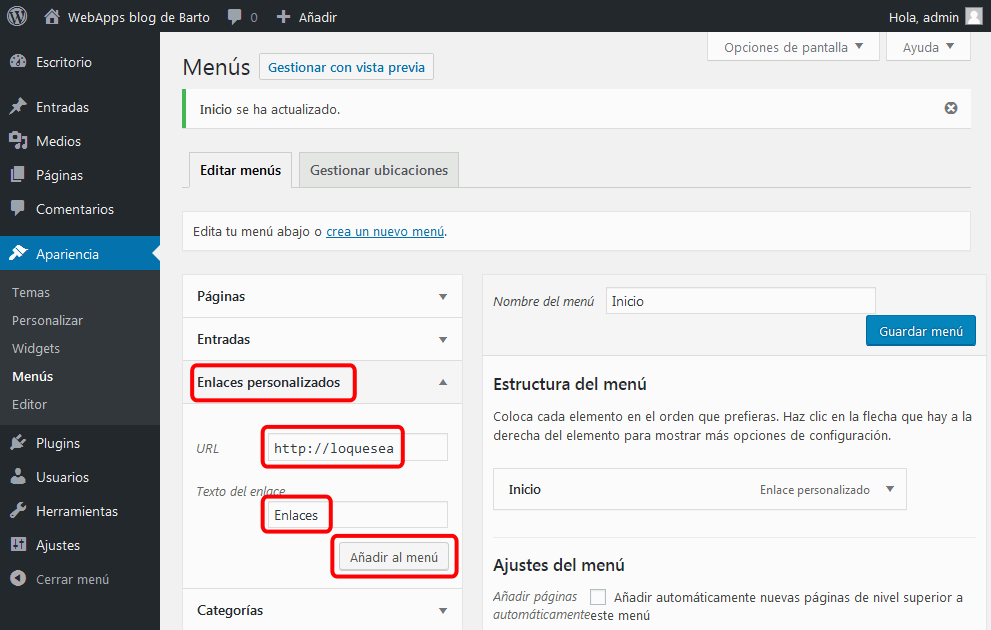 WebApps blog de Barto 0 Añadir Hola, admin
Opciones de pantalla Ayuda
Escritorio
Entradas
Medios
Páginas
Comentarios
Apariencia
Temas
Personalizar
Widgets
Menús
Editor
Plugins
Usuarios
Herramientas
Ajustes
Cerrar menú
Menús Gestionar con vista previa
Inicio se ha actualizado.
Editar menús Gestionar ubicaciones
Edita tu menú abajo o crea un nuevo menú.
Páginas
Entradas
Enlaces personalizados
URL http://loquesea
Texto del enlace
Enlaces
Añadir al menú
Categorías
Nombre del menú Inicio
Guardar menú
Estructura del menú
Coloca cada elemento en el orden que prefieras. Haz clic en la flecha que hay a la
derecha del elemento para mostrar más opciones de configuración.
Inicio Enlace personalizado
Ajustes del menú
Añadir páginas Añadir automáticamente nuevas páginas de nivel superior a
automáticamente este menú